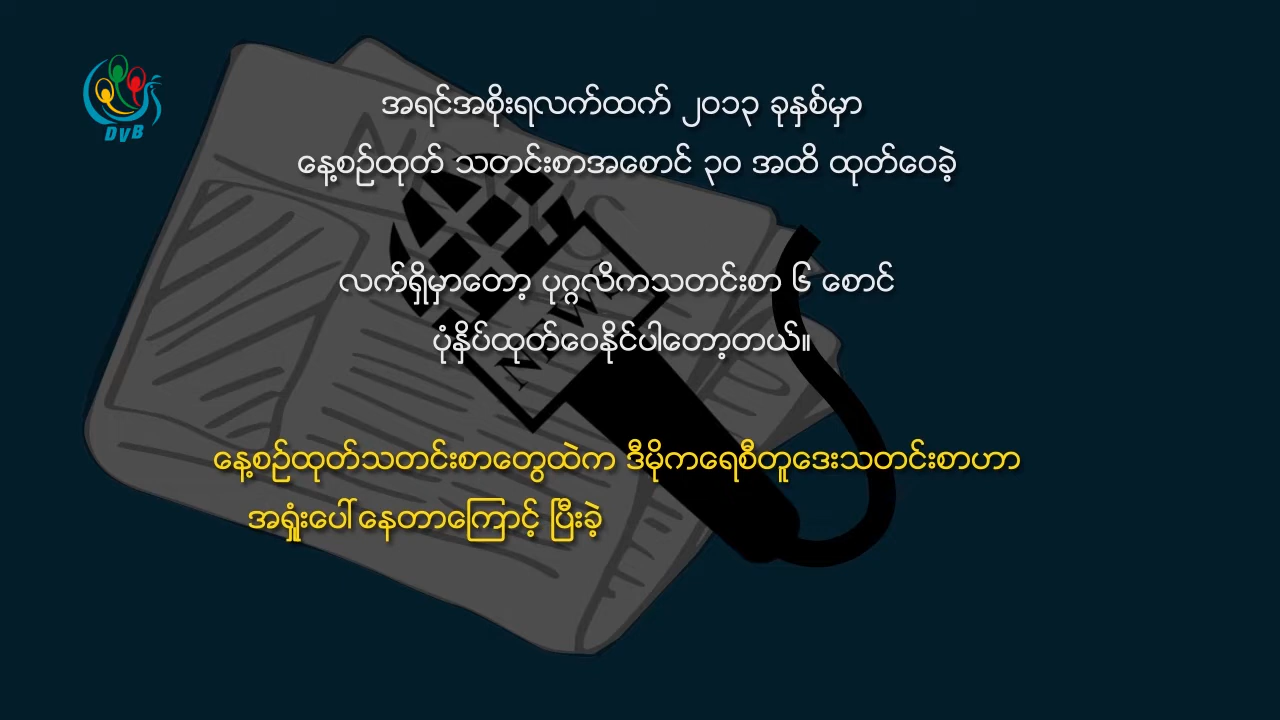 DVB
အရင်အစိုးရလက်ထက် ၂၀၁၃ ခုနှစ်မှာ
နေ့စဉ်ထုတ် သတင်းစာအစောင် ၃၀ အထိ ထုတ်ဝေခဲ့
လက်ရှိမှာတော့ ပုဂ္ဂလိကသတင်းစာ ၆ စောင်
ပုံနှိပ်ထုတ်ဝေနိုင်ပါတော့တယ်။
NEWS
နေ့စဉ်ထုတ်သတင်းစာတွေထဲက ဒီမိုကရေစီတူဒေးသတင်းစာဟာ
အရှုံးပေါ်နေတာကြောင့် ပြီးခဲ့